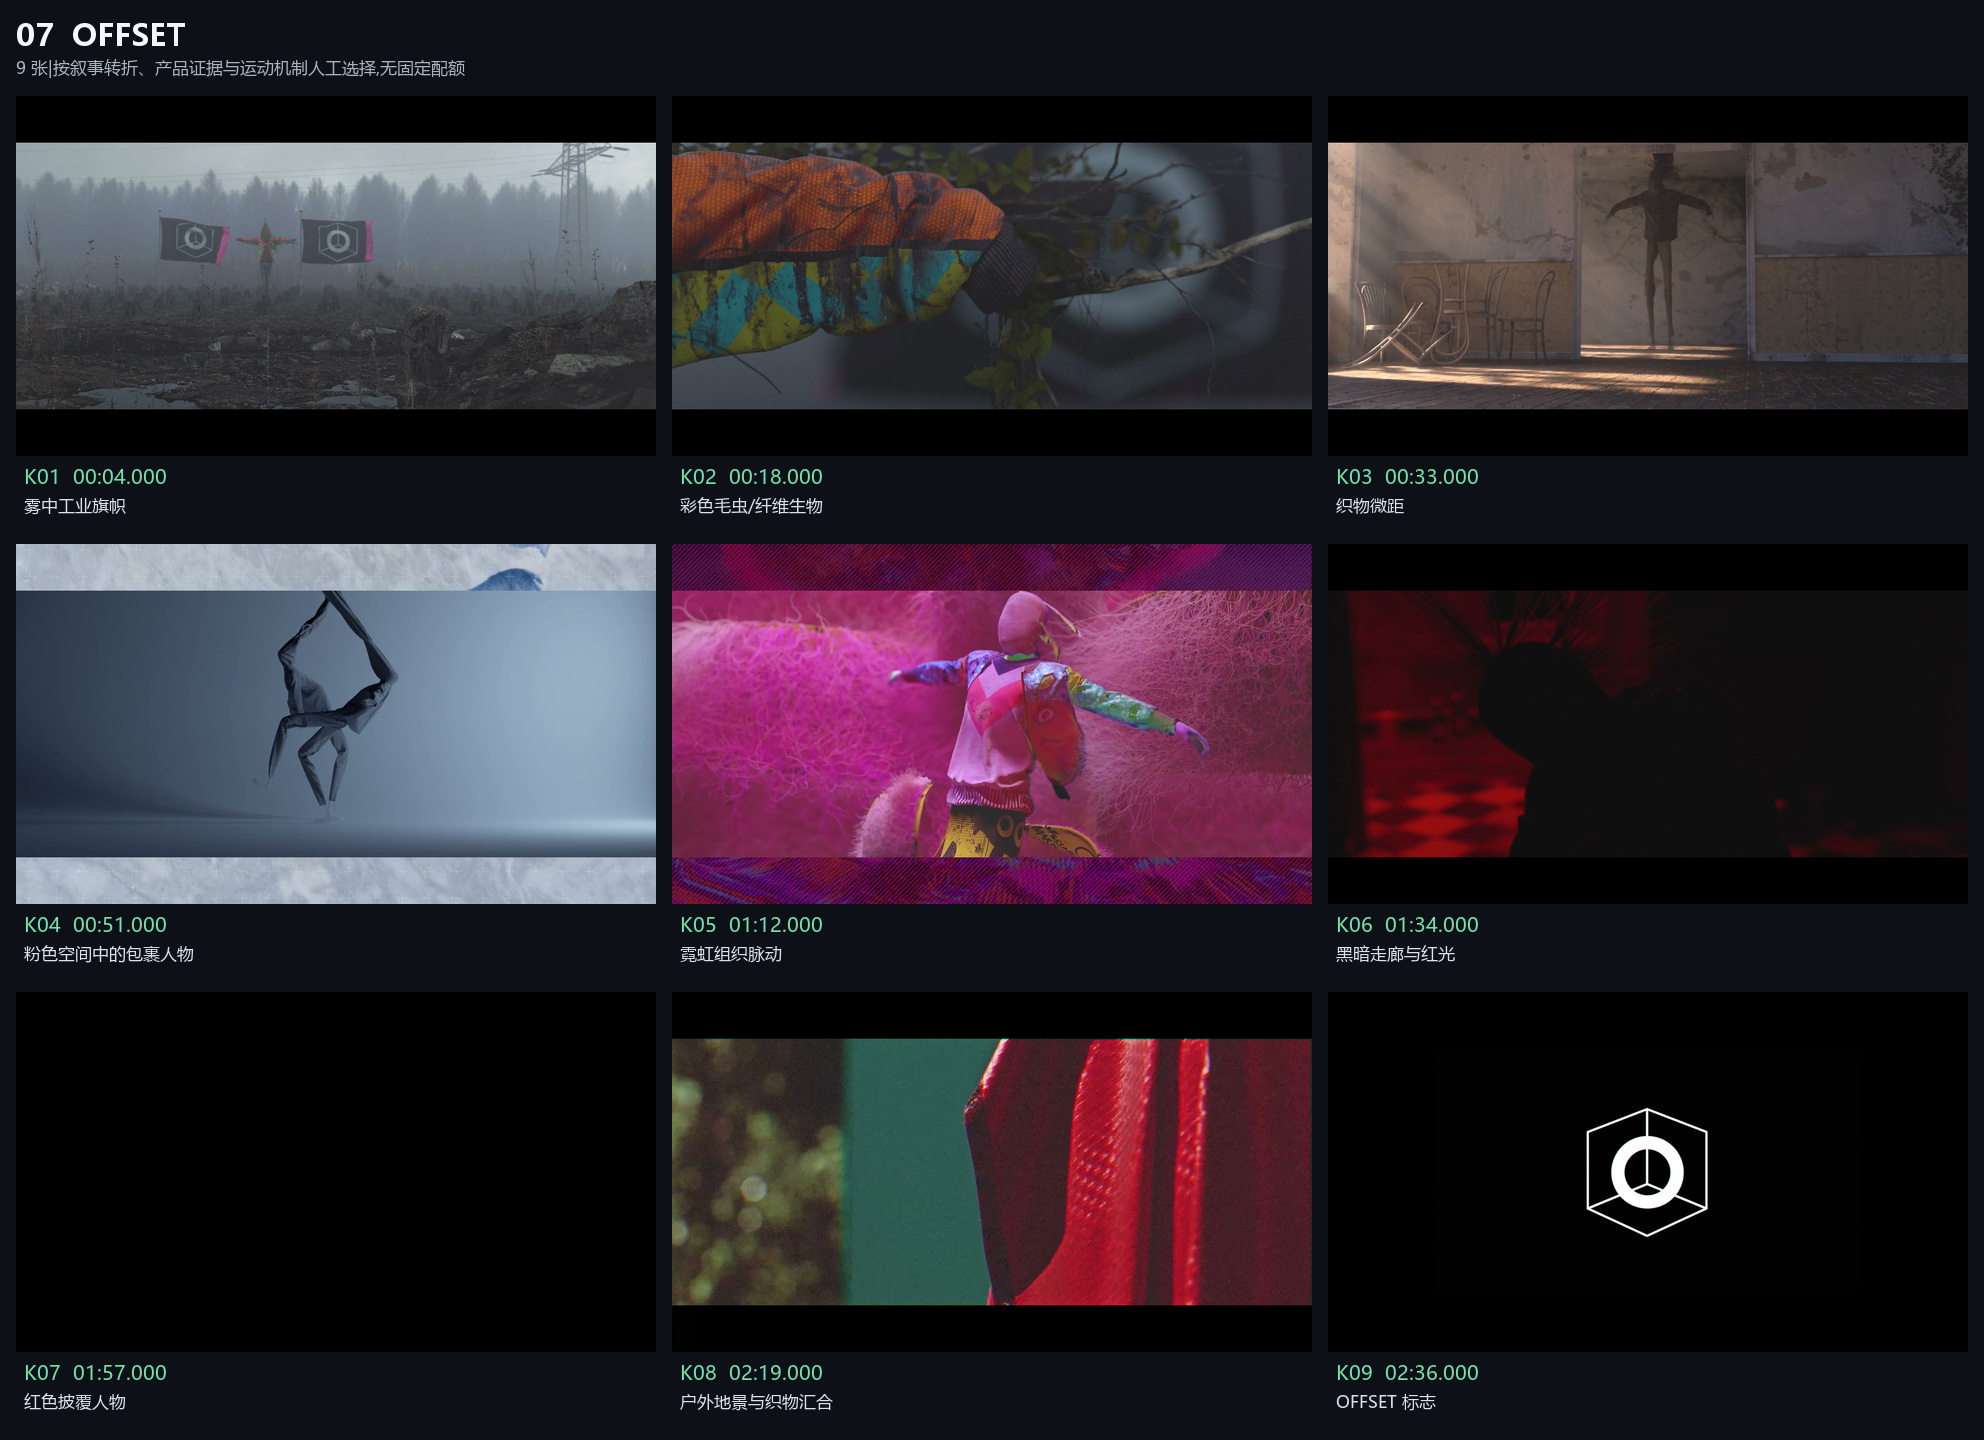 07 OFFSET
9 张|按叙事转折、产品证据与运动机制人工选择,无固定配额
K01 00:04.000
雾中工业旗帜
K02 00:18.000
彩色毛虫/纤维生物
K03 00:33.000
织物微距
K04 00:51.000
粉色空间中的包裹人物
K05 01:12.000
霓虹组织脉动
K06 01:34.000
黑暗走廊与红光
K07 01:57.000
红色披覆人物
K08 02:19.000
户外地景与织物汇合
K09 02:36.000
OFFSET 标志